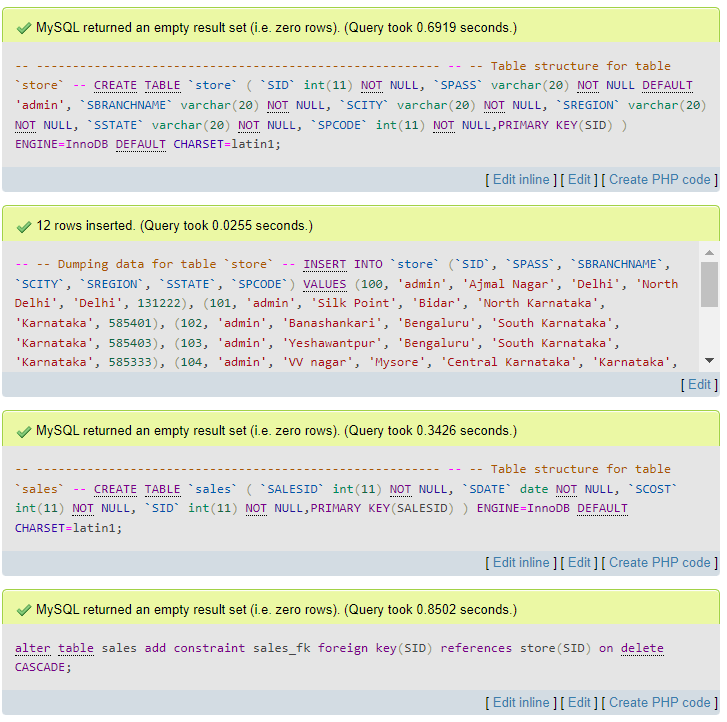 MySQL returned an empty result set (i.e. zero rows). (Query took 0.6919 seconds.)
-- -------------------------------------------------------- -- -- Table structure for table
`store` -- CREATE TABLE `store` ( `SID` int(11) NOT NULL, `SPASS` varchar(20) NOT NULL DEFAULT
'admin', `SBRANCHNAME` varchar(20) NOT NULL, `SCITY` varchar(20) NOT NULL, `SREGION` varchar(20)
NOT NULL, `SSTATE` varchar(20) NOT NULL, `SPCODE` int(11) NOT NULL,PRIMARY KEY(SID) )
ENGINE=InnoDB DEFAULT CHARSET=latin1;
[ Edit inline ] [ Edit ] [ Create PHP code ]
12 rows inserted. (Query took 0.0255 seconds.)
-- -- Dumping data for table `store` -- INSERT INTO `store` (`SID`, `SPASS`, `SBRANCHNAME`,
`SCITY`, `SREGION`, `SSTATE`, `SPCODE`) VALUES (100, 'admin', 'Ajmal Nagar', 'Delhi', 'North
Delhi', 'Delhi', 131222), (101, 'admin', 'Silk Point', 'Bidar', 'North Karnataka',
'Karnataka', 585401), (102, 'admin', 'Banashankari', 'Bengaluru', 'South Karnataka',
'Karnataka', 585403), (103, 'admin', 'Yeshawantpur', 'Bengaluru', 'South Karnataka',
'Karnataka', 585333), (104, 'admin', 'VV nagar', 'Mysore', 'Central Karnataka', 'Karnataka',
[ Edit ]
MySQL returned an empty result set (i.e. zero rows). (Query took 0.3426 seconds.)
-- -------------------------------------------------------- -- -- Table structure for table
`sales` -- CREATE TABLE `sales` ( `SALESID` int(11) NOT NULL, `SDATE` date NOT NULL, `SCOST`
int(11) NOT NULL, `SID` int(11) NOT NULL,PRIMARY KEY(SALESID) ) ENGINE=InnoDB DEFAULT
CHARSET=latin1;
[ Edit inline ] [ Edit ] [ Create PHP code ]
MySQL returned an empty result set (i.e. zero rows). (Query took 0.8502 seconds.)
alter table sales add constraint sales_fk foreign key(SID) references store(SID) on delete
CASCADE;
[ Edit inline ] [ Edit ] [ Create PHP code ]